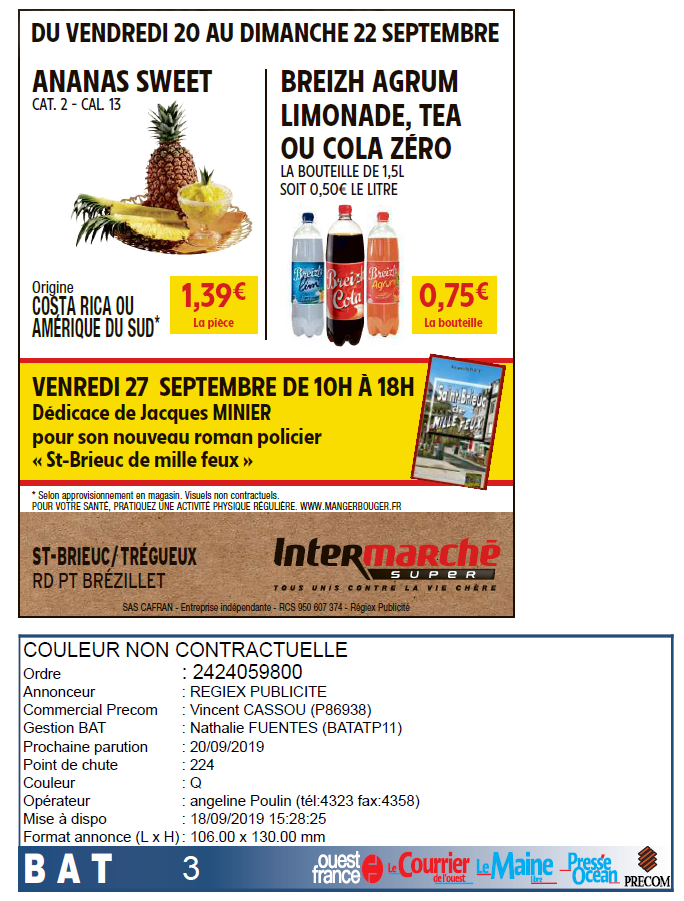 DU VENDREDI 20 AU DIMANCHE 22 SEPTEMBRE
ANANAS SWEET
CAT. 2 - CAL. 13
Origine
COSTA RICA OU
AMÉRIQUE DU SUD*
1,39€
La pièce
BREIZH AGRUM
LIMONADE, TEA
OU COLA ZÉRO
LA BOUTEILLE DE 1,5L
SOIT 0,50€ LE LITRE
Breizh
Lim'
Breizh
Cola
Breizh
Agrum
0,75€
La bouteille
VENREDI 27 SEPTEMBRE DE 10H À 18H
Dédicace de Jacques MINIER
pour son nouveau roman policier
« St-Brieuc de mille feux »
Saint-Brieuc
de
MILLE FEUX
* Selon approvisionnement en magasin. Visuels non contractuels.
POUR VOTRE SANTÉ, PRATIQUEZ UNE ACTIVITÉ PHYSIQUE RÉGULIÈRE. WWW.MANGERBOUGER.FR
ST-BRIEUC/TRÉGUEUX
RD PT BRÉZILLET
Intermarché
SUPER
TOUS UNIS CONTRE LA VIE CHÈRE
SAS CAFRAN - Entreprise indépendante - RCS 950 607 374 - Régiex Publicité
COULEUR NON CONTRACTUELLE
Ordre : 2424059800
Annonceur : REGIEX PUBLICITE
Commercial Precom : Vincent CASSOU (P86938)
Gestion BAT : Nathalie FUENTES (BATATP11)
Prochaine parution : 20/09/2019
Point de chute : 224
Couleur : Q
Opérateur : angeline Poulin (tél:4323 fax:4358)
Mise à dispo : 18/09/2019 15:28:25
Format annonce (L x H) : 106.00 x 130.00 mm
BAT 3
ouest
france
Le Courrier
de l'ouest
Le Maine
libre
Presse
Océan
PRECOM